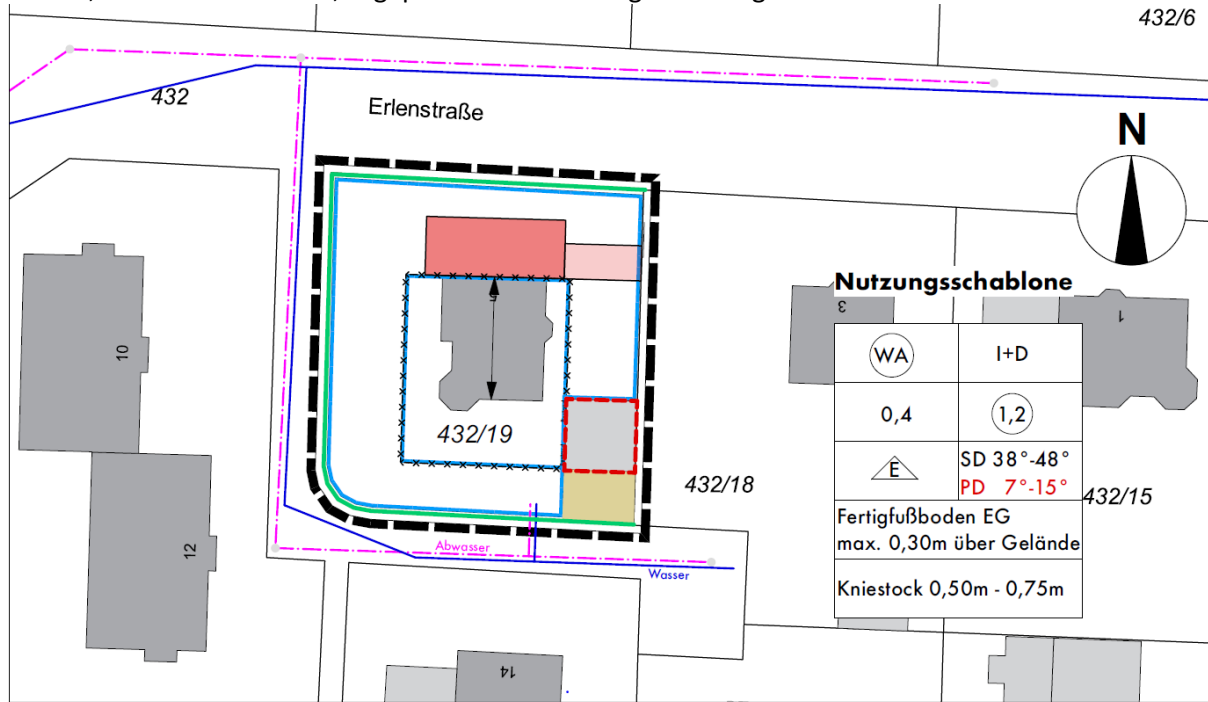 432/6
432
Erlenstraße
N
Nutzungsschablone
3
1
WA
I+D
10
5
0,4
1,2
432/19
E
SD 38°-48°
PD 7°-15°
432/18
432/15
Fertigfußboden EG
max. 0,30m über Gelände
12
Abwasser
Wasser
Kniestock 0,50m - 0,75m
14